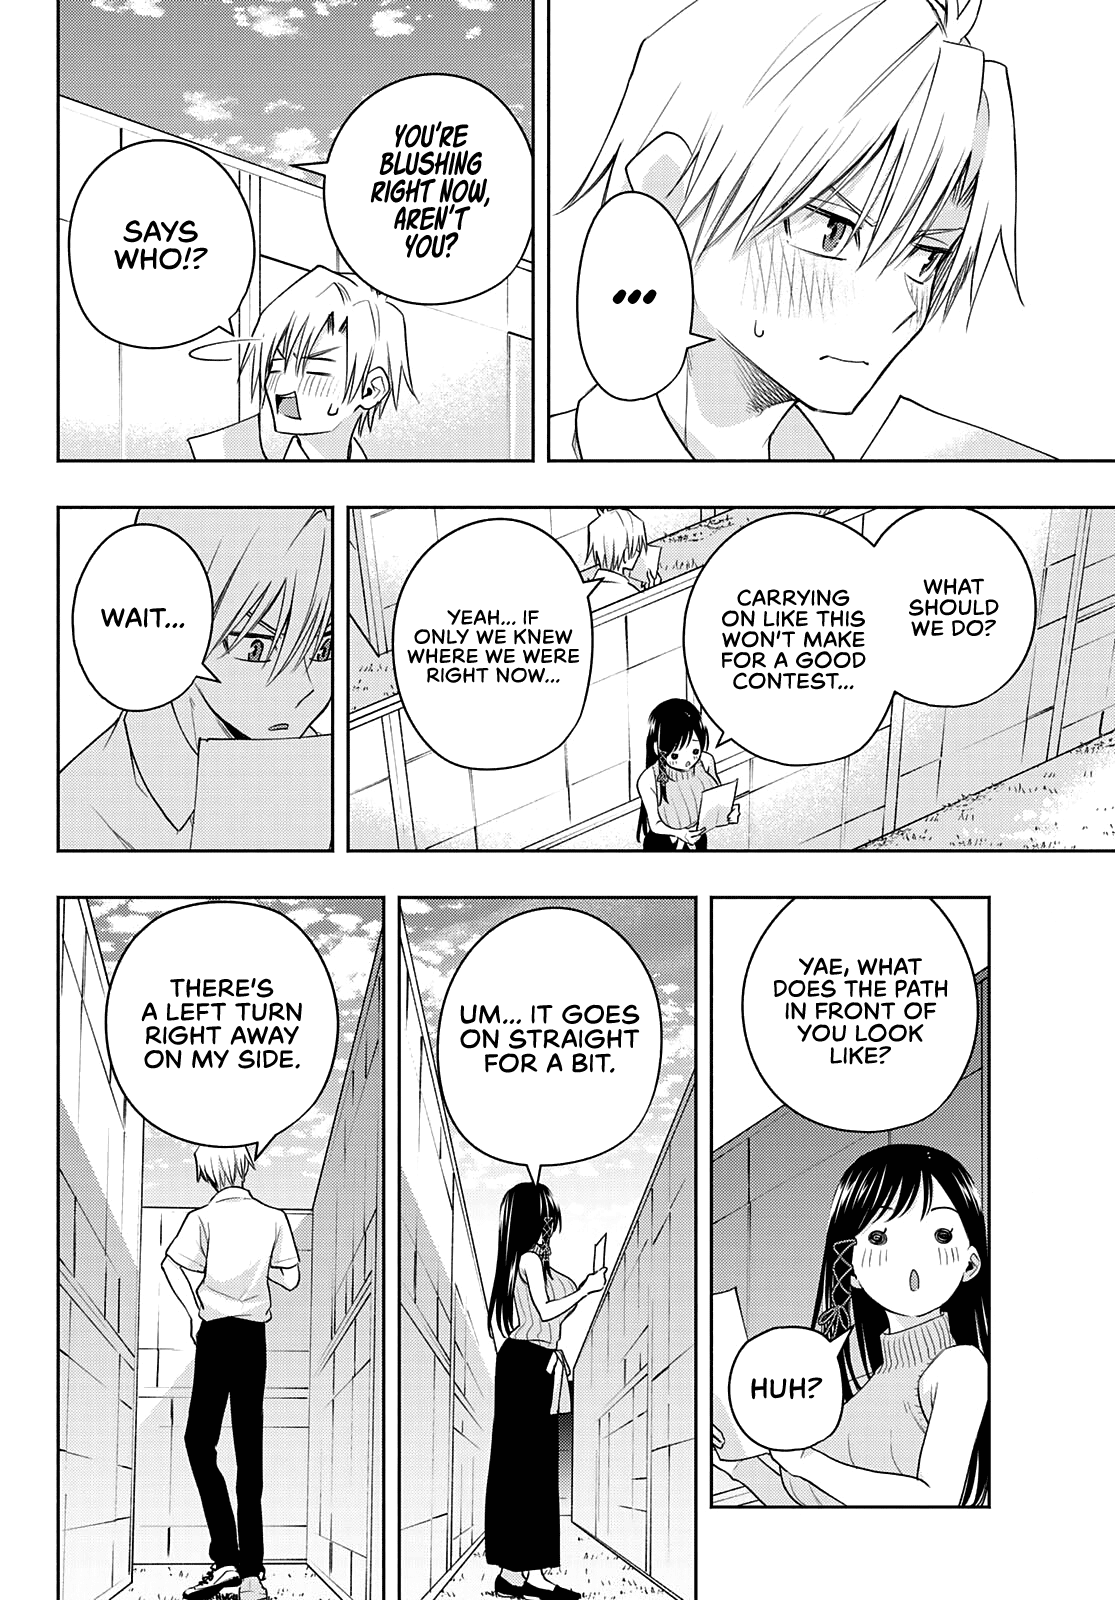 ...
YOU'RE
BLUSHING
RIGHT NOW,
AREN'T
YOU?
SAYS
WHO!?
WHAT
SHOULD
WE DO?
CARRYING
ON LIKE THIS
WON'T MAKE
FOR A GOOD
CONTEST...
YEAH... IF
ONLY WE KNEW
WHERE WE WERE
RIGHT NOW...
WAIT...
YAE, WHAT
DOES THE PATH
IN FRONT OF
YOU LOOK
LIKE?
HUH?
UM... IT GOES
ON STRAIGHT
FOR A BIT.
THERE'S
A LEFT TURN
RIGHT AWAY
ON MY SIDE.